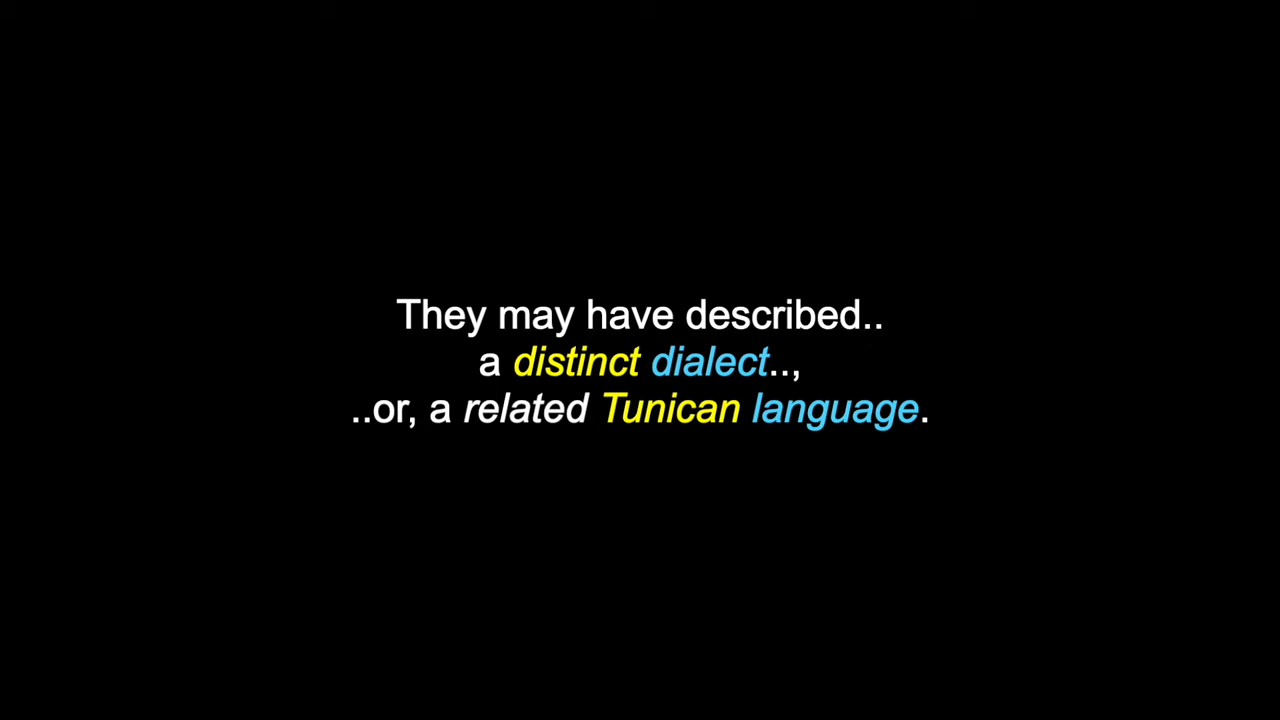 They may have described..
a distinct dialect..,
..or, a related Tunican language.